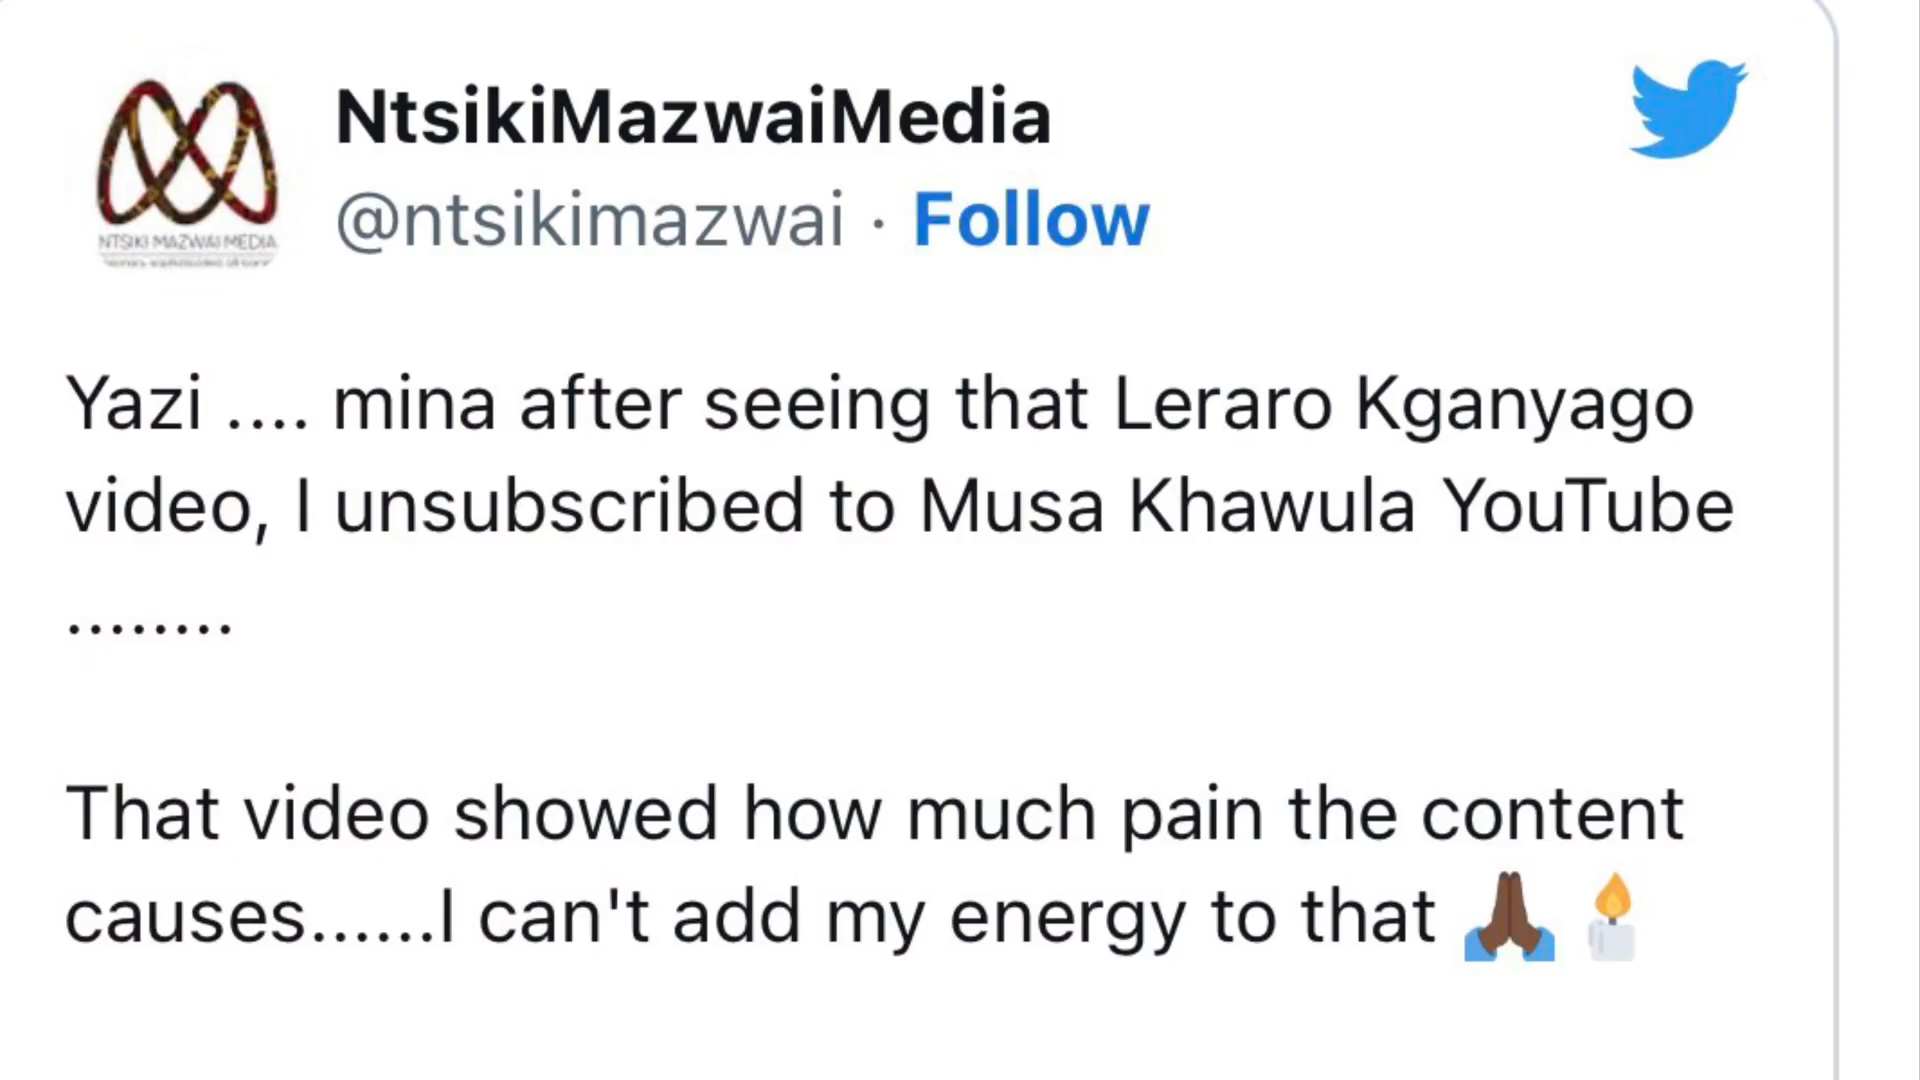 NtsikiMazwaiMedia
@ntsikimazwai · Follow
NTSIKI MAZWAI MEDIA
Yazi .... mina after seeing that Leraro Kganyago
video, I unsubscribed to Musa Khawula YouTube
........
That video showed how much pain the content
causes......I can't add my energy to that 🙏🏾🕯️